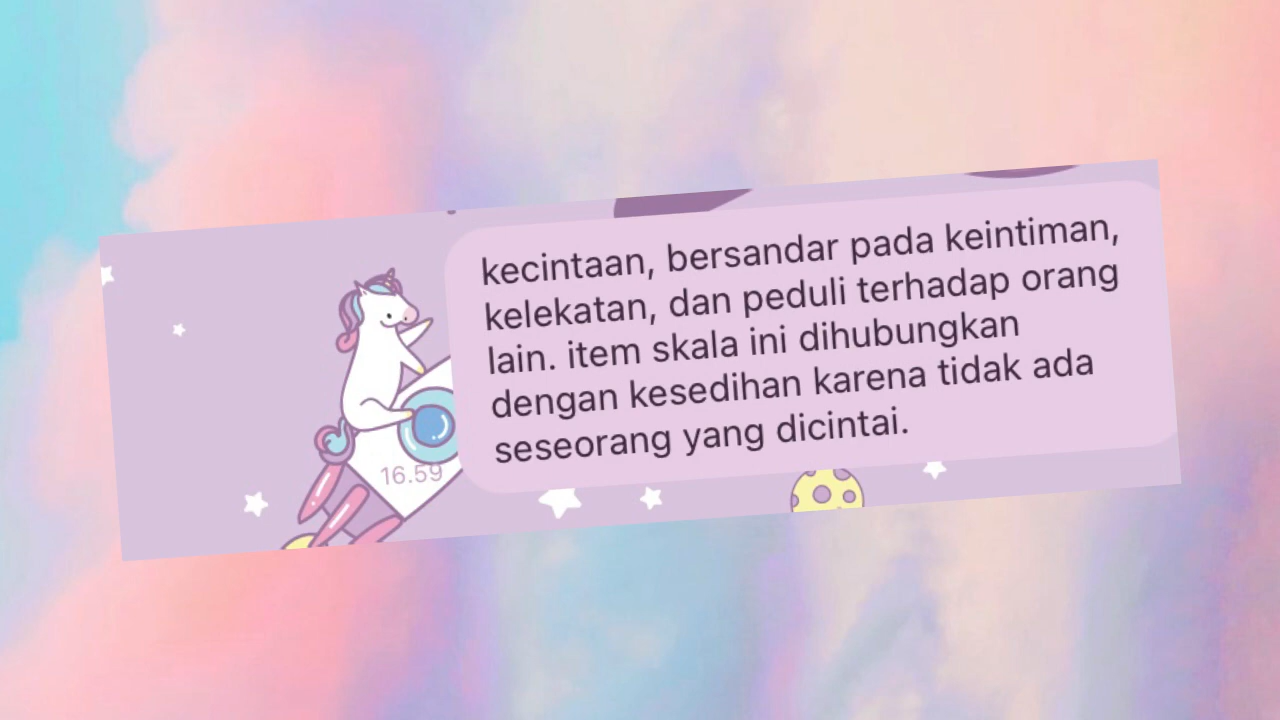 kecintaan, bersandar pada keintiman,
kelekatan, dan peduli terhadap orang
lain. item skala ini dihubungkan
dengan kesedihan karena tidak ada
seseorang yang dicintai.
16.59